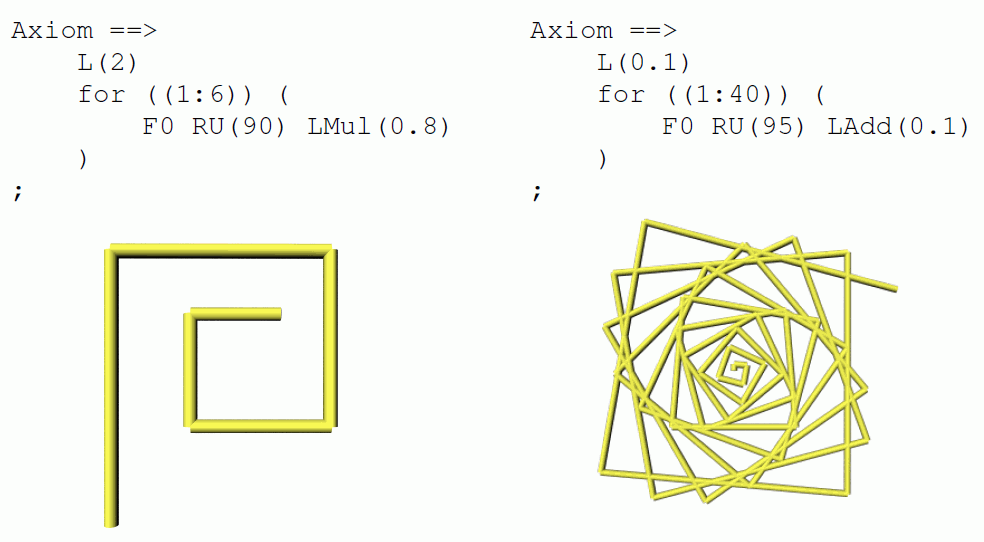 Axiom ==>
    L(2)
    for ((1:6)) (
        F0 RU(90) LMul(0.8)
    )
;
Axiom ==>
    L(0.1)
    for ((1:40)) (
        F0 RU(95) LAdd(0.1)
    )
;